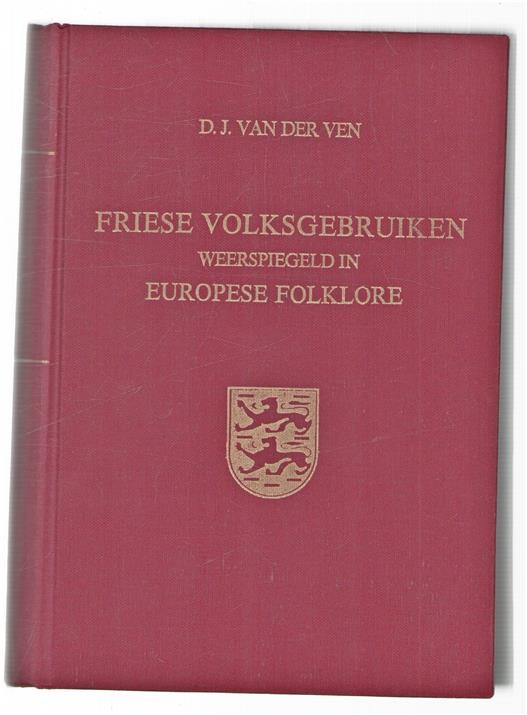 D. J. VAN DER VEN
FRIESE VOLKSGEBRUIKEN
WEERSPIEGELD IN
EUROPESE FOLKLORE